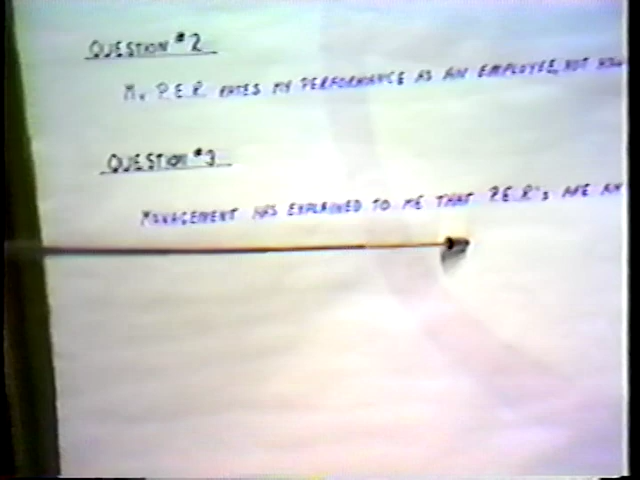 QUESTION #2
My P.E.R. RATES MY PERFORMANCE AS AN EMPLOYEE, NOT HOW
QUESTION #3
MANAGEMENT HAS EXPLAINED TO ME THAT P.E.R's ARE AN